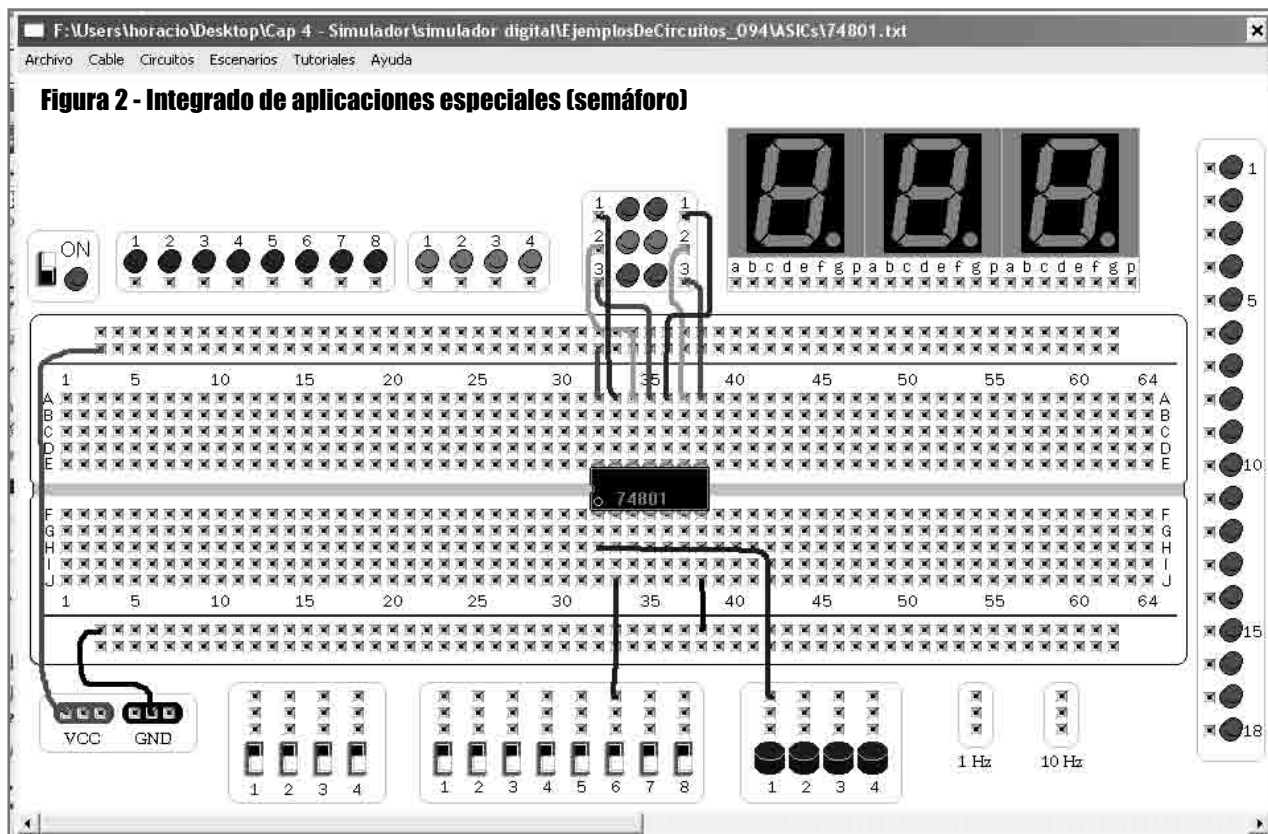 F:\Users\horacio\Desktop\Cap 4 - Simulador\simulador digital\EjemplosDeCircuitos_094\ASICs\74801.txt
Archivo Cable Circuitos Escenarios Tutoriales Ayuda
Figura 2 - Integrado de aplicaciones especiales (semáforo)
ON
1 2 3 4 5 6 7 8
1 2 3 4
1 1
2 2
3 3
a b c d e f g p a b c d e f g p a b c d e f g p
1
5
10
15
18
1 5 10 15 20 25 30 35 40 45 50 55 60 64
A A
B B
C C
D D
E E
74801
F F
G G
H H
I I
J J
1 5 10 15 20 25 30 35 40 45 50 55 60 64
VCC GND
1 2 3 4
1 2 3 4 5 6 7 8
1 2 3 4
1 Hz 10 Hz